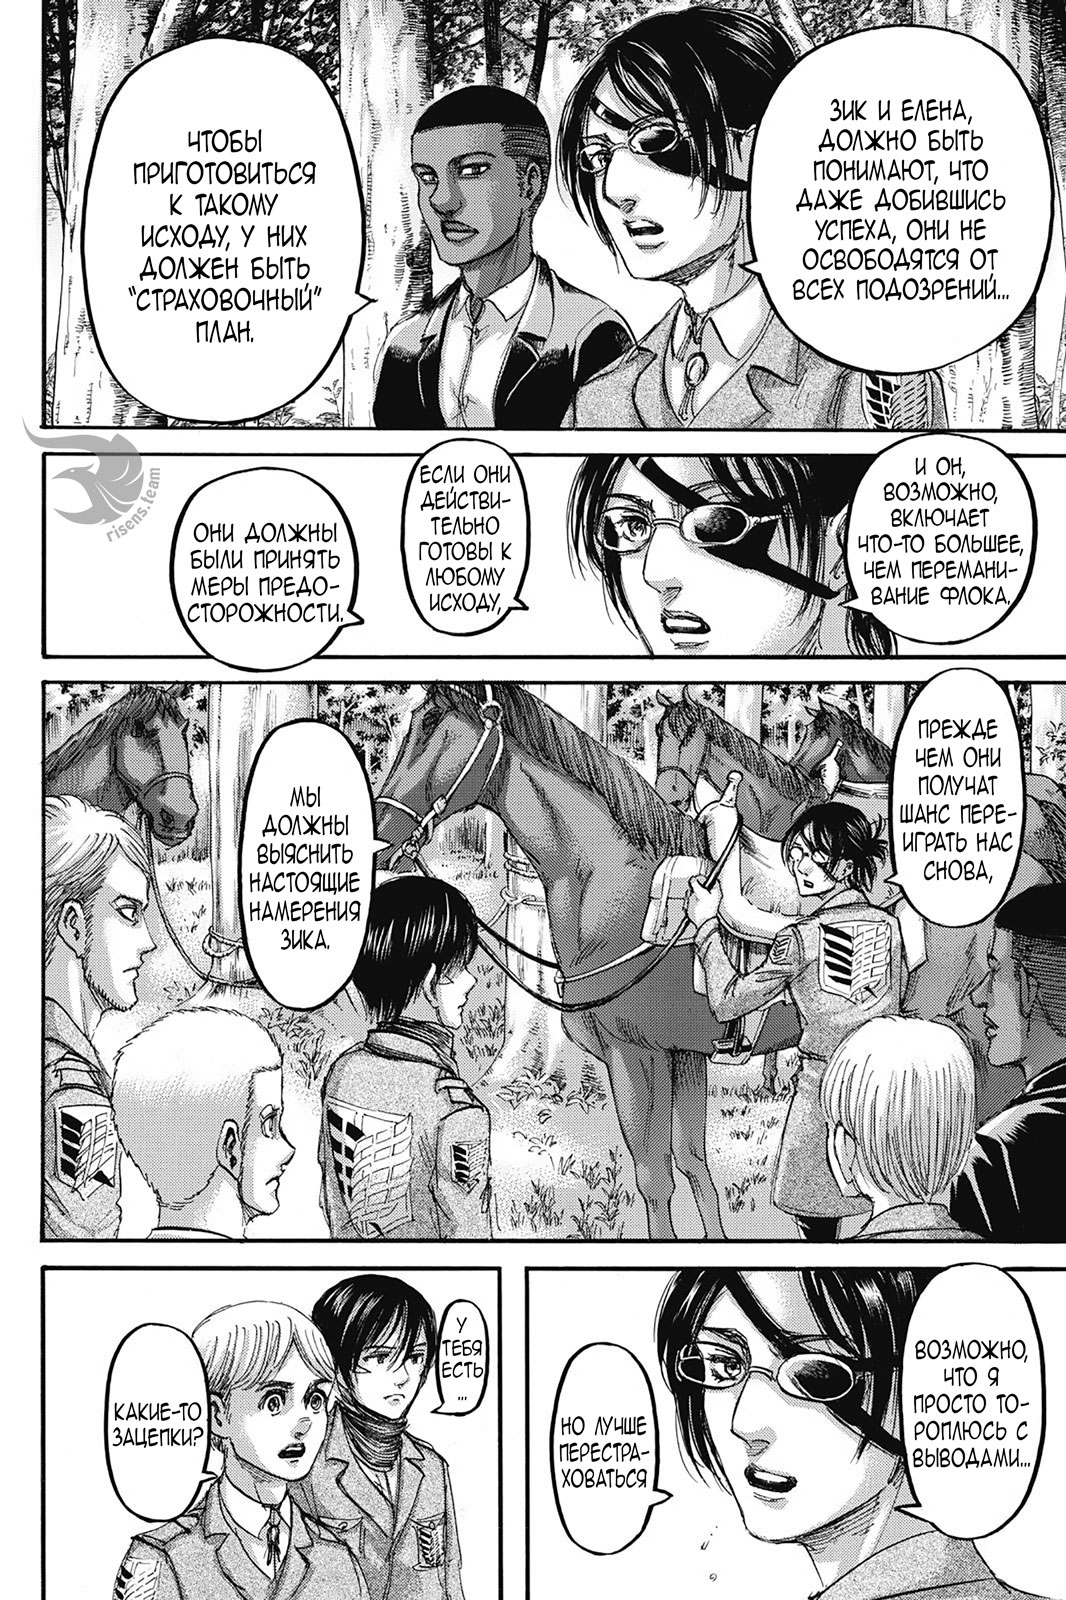 ЗИК И ЕЛЕНА,
ДОЛЖНО БЫТЬ
ПОНИМАЮТ, ЧТО
ДАЖЕ ДОБИВШИСЬ
УСПЕХА, ОНИ НЕ
ОСВОБОДЯТСЯ ОТ
ВСЕХ ПОДОЗРЕНИЙ...
ЧТОБЫ
ПРИГОТОВИТЬСЯ
К ТАКОМУ
ИСХОДУ, У НИХ
ДОЛЖЕН БЫТЬ
“СТРАХОВОЧНЫЙ”
ПЛАН.
И ОН,
ВОЗМОЖНО,
ВКЛЮЧАЕТ
ЧТО-ТО БОЛЬШЕЕ,
ЧЕМ ПЕРЕМАНИ-
ВАНИЕ ФЛОКА.
ЕСЛИ ОНИ
ДЕЙСТВИ-
ТЕЛЬНО
ГОТОВЫ К
ЛЮБОМУ
ИСХОДУ,
ОНИ ДОЛЖНЫ
БЫЛИ ПРИНЯТЬ
МЕРЫ ПРЕДО-
СТОРОЖНОСТИ.
risens.team
ПРЕЖДЕ
ЧЕМ ОНИ
ПОЛУЧАТ
ШАНС ПЕРЕ-
ИГРАТЬ НАС
СНОВА,
МЫ
ДОЛЖНЫ
ВЫЯСНИТЬ
НАСТОЯЩИЕ
НАМЕРЕНИЯ
ЗИКА.
ВОЗМОЖНО,
ЧТО Я
ПРОСТО ТО-
РОПЛЮСЬ С
ВЫВОДАМИ...
НО ЛУЧШЕ
ПЕРЕСТРА-
ХОВАТЬСЯ
У
ТЕБЯ
ЕСТЬ
...
КАКИЕ-ТО
ЗАЦЕПКИ?